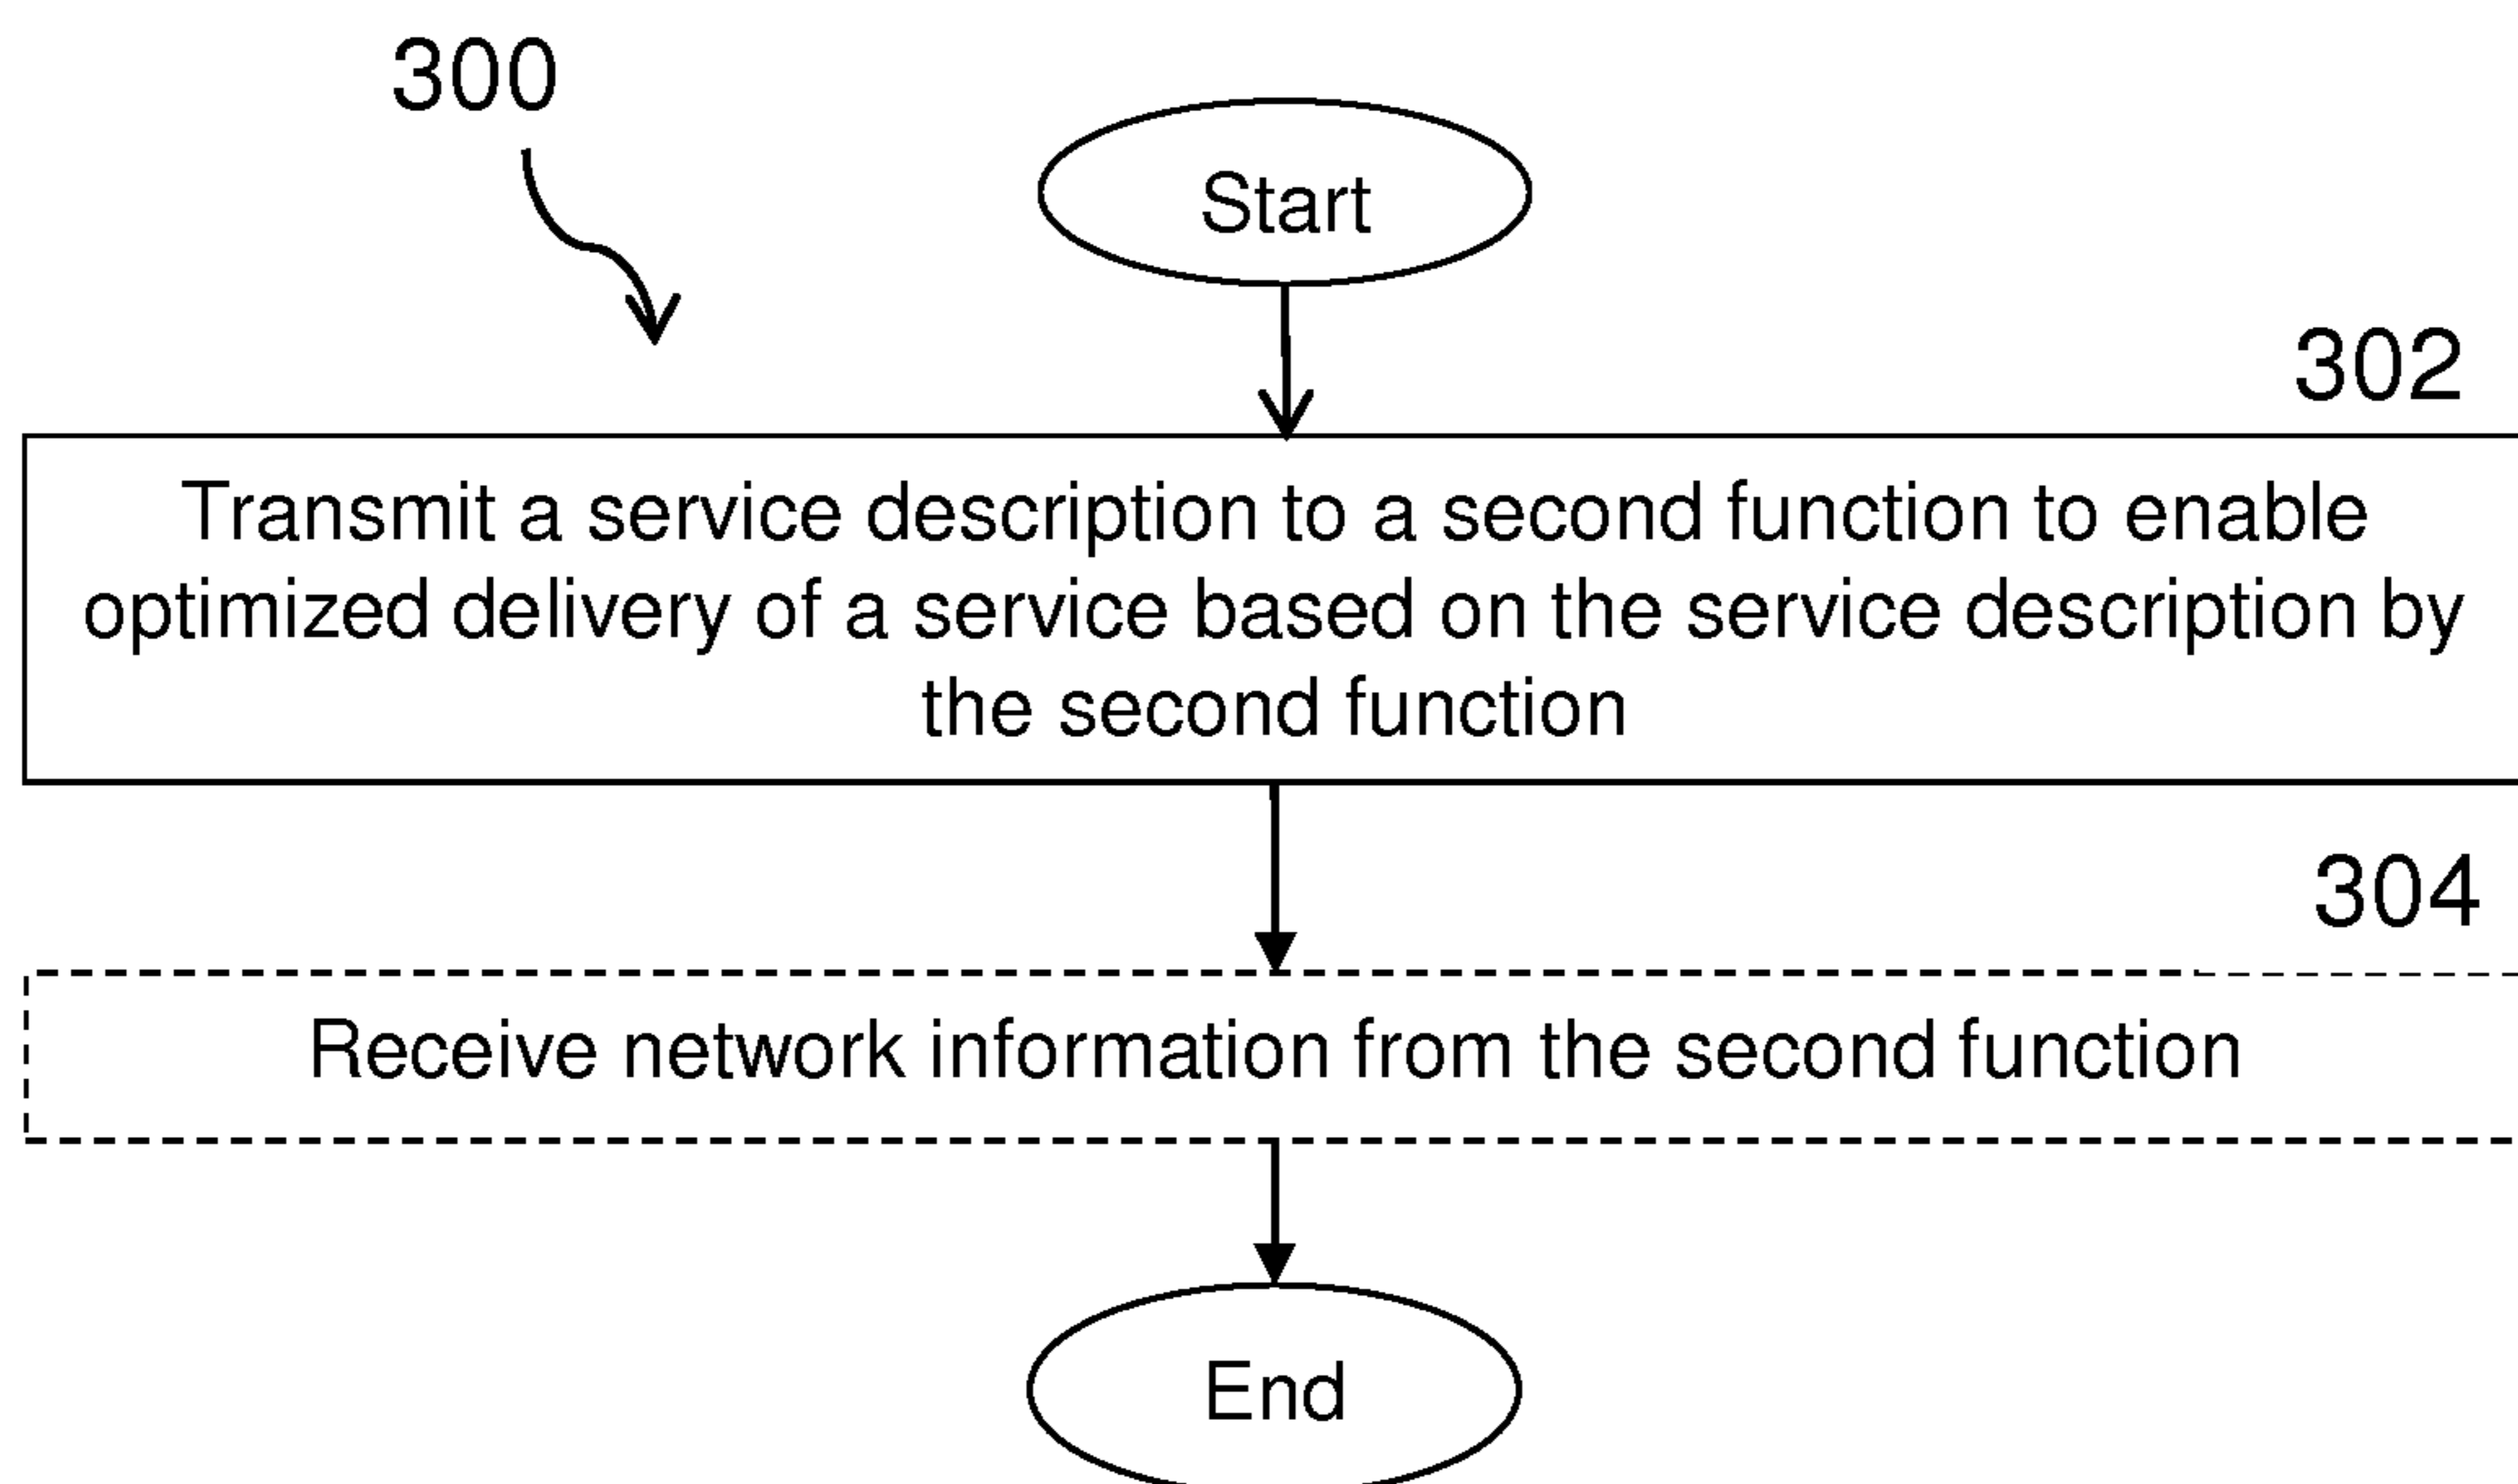 300
Start
302
Transmit a service description to a second function to enable
optimized delivery of a service based on the service description by
the second function
304
Receive network information from the second function
End